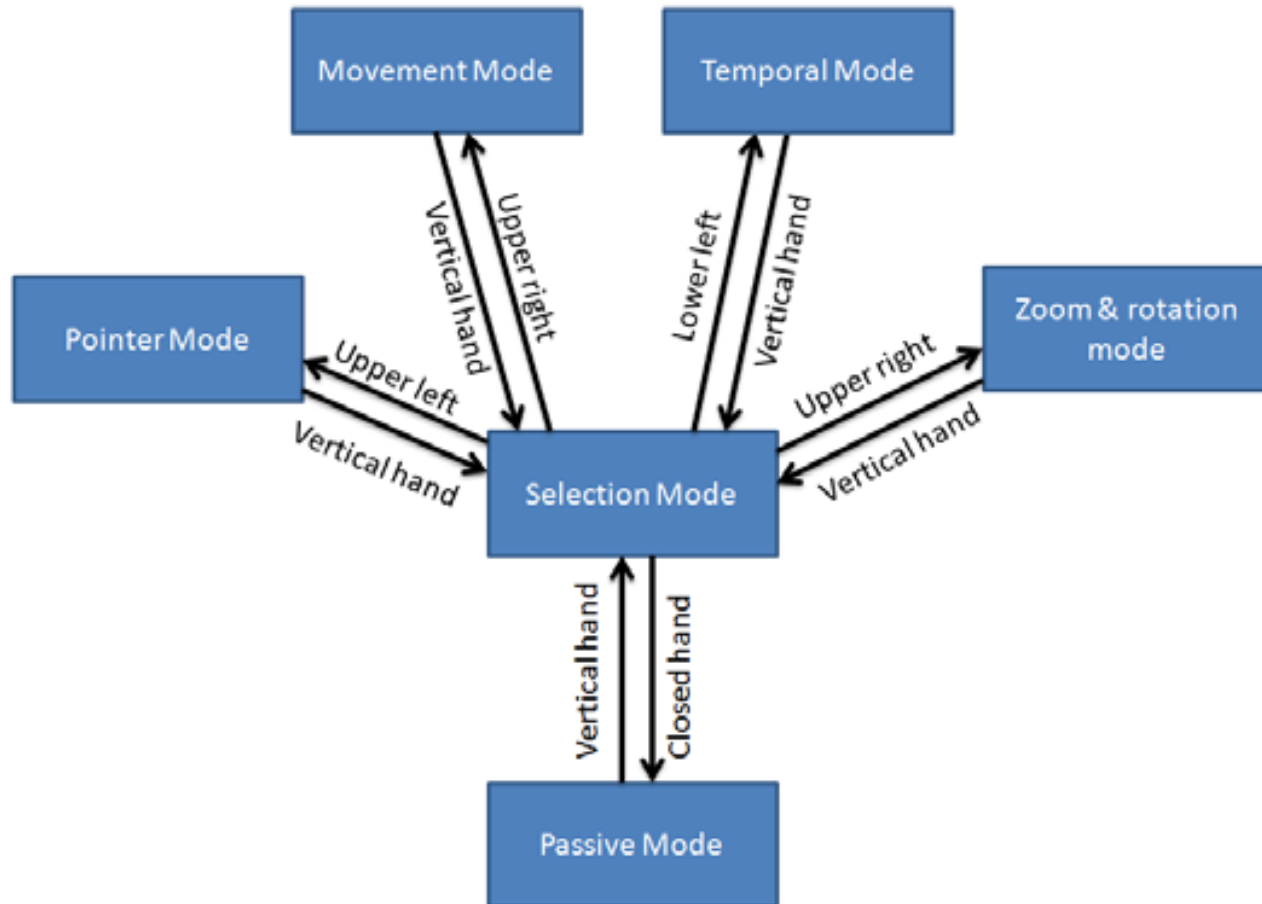 Movement Mode
Temporal Mode
Vertical hand
Upper right
Lower left
Vertical hand
Pointer Mode
Zoom & rotation
mode
Upper left
Vertical hand
Upper right
Vertical hand
Selection Mode
Vertical hand
Closed hand
Passive Mode